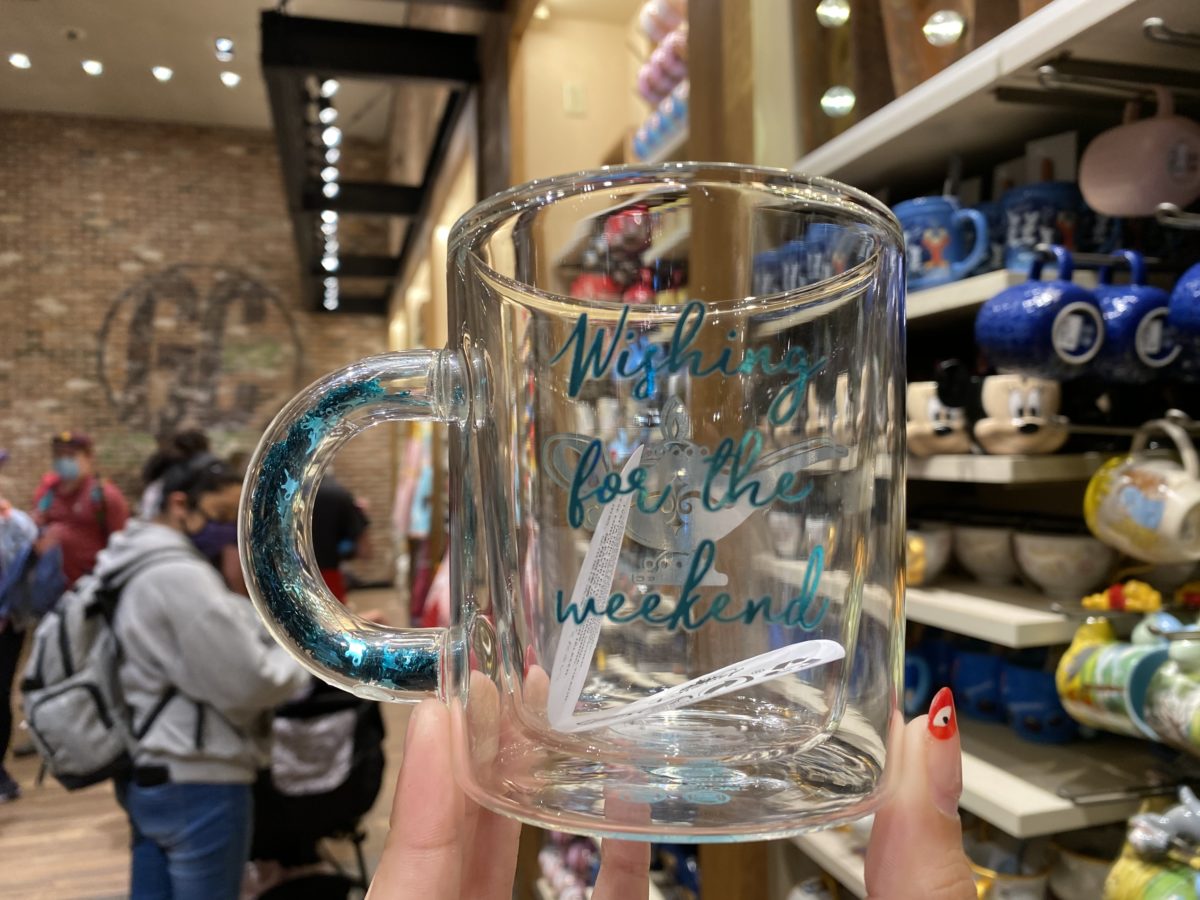 Wishing
for the
weekend